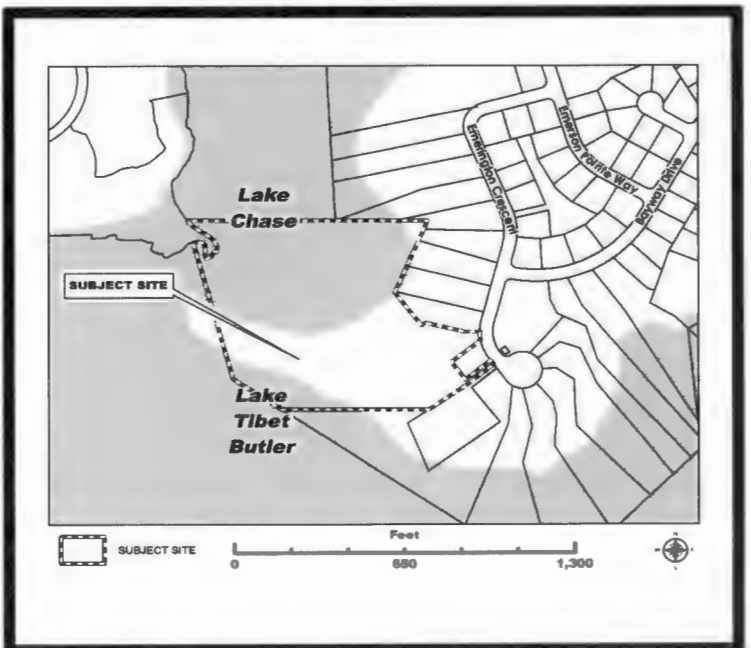 Lake
Chase
SUBJECT SITE
Lake
Tibet
Butler
Emerington Crescent
Emerson Pointe Way
Bayway Drive
SUBJECT SITE
Feet
0
650
1,300